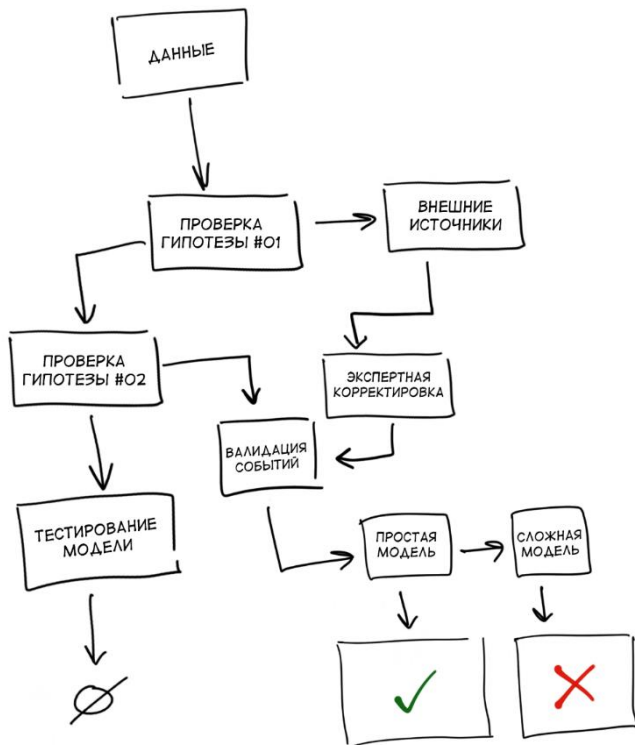 ДАННЫЕ
ПРОВЕРКА
ГИПОТЕЗЫ #01
ВНЕШНИЕ
ИСТОЧНИКИ
ПРОВЕРКА
ГИПОТЕЗЫ #02
ЭКСПЕРТНАЯ
КОРРЕКТИРОВКА
ВАЛИДАЦИЯ
СОБЫТИЙ
ТЕСТИРОВАНИЕ
МОДЕЛИ
ПРОСТАЯ
МОДЕЛЬ
СЛОЖНАЯ
МОДЕЛЬ